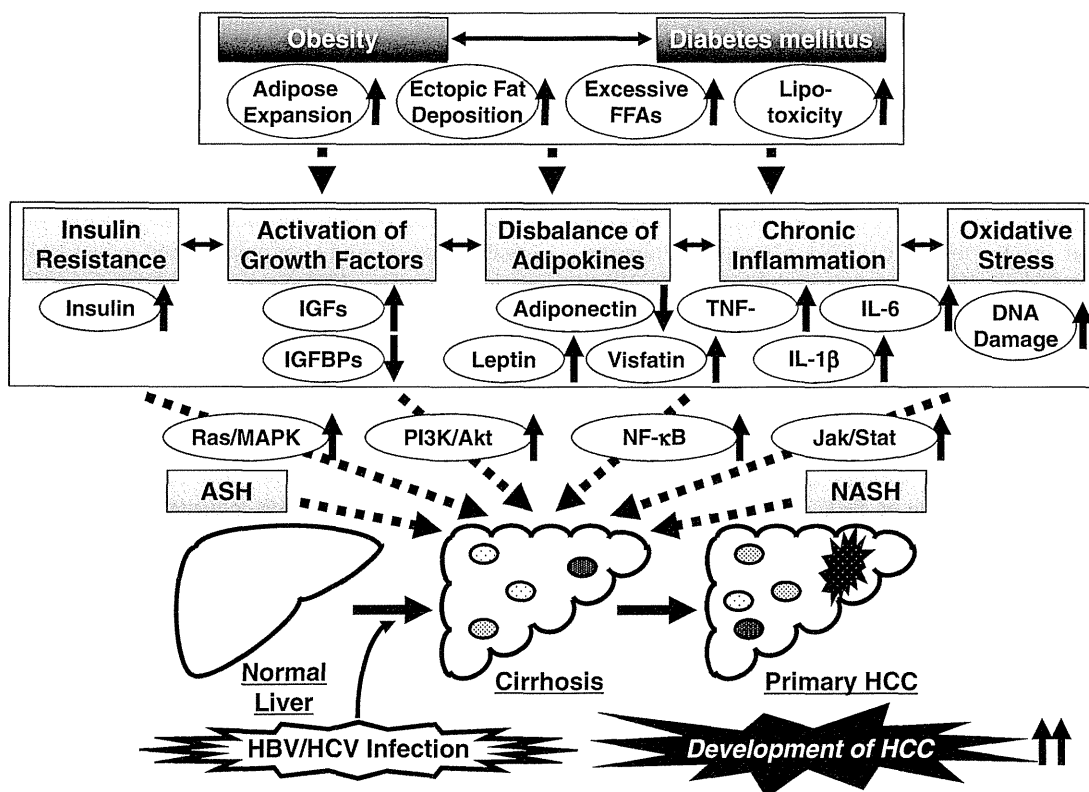 Obesity
Diabetes mellitus
Adipose
Expansion
Ectopic Fat
Deposition
Excessive
FFAs
Lipo-
toxicity
Insulin
Resistance
Activation of
Growth Factors
Disbalance of
Adipokines
Chronic
Inflammation
Oxidative
Stress
Insulin
IGFs
IGFBPs
Adiponectin
Leptin
Visfatin
TNF-
IL-6
IL-1β
DNA
Damage
Ras/MAPK
PI3K/Akt
NF-κB
Jak/Stat
ASH
NASH
Normal
Liver
Cirrhosis
Primary HCC
HBV/HCV Infection
Development of HCC